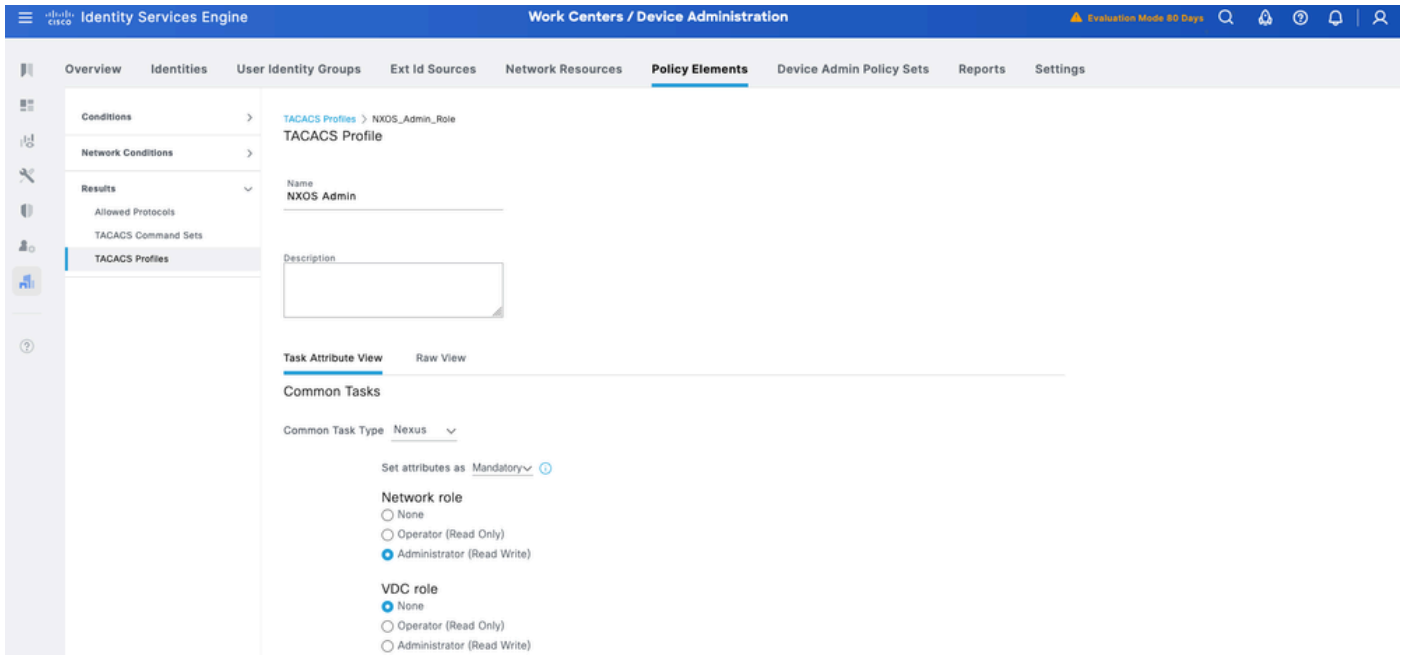 cisco Identity Services Engine
Work Centers / Device Administration
Evaluation Mode 80 Days
Overview Identities User Identity Groups Ext Id Sources Network Resources Policy Elements Device Admin Policy Sets Reports Settings
Conditions
Network Conditions
Results
Allowed Protocols
TACACS Command Sets
TACACS Profiles
TACACS Profiles > NXOS_Admin_Role
TACACS Profile
Name
NXOS Admin
Description
Task Attribute View Raw View
Common Tasks
Common Task Type Nexus
Set attributes as Mandatory
Network role
None
Operator (Read Only)
Administrator (Read Write)
VDC role
None
Operator (Read Only)
Administrator (Read Write)